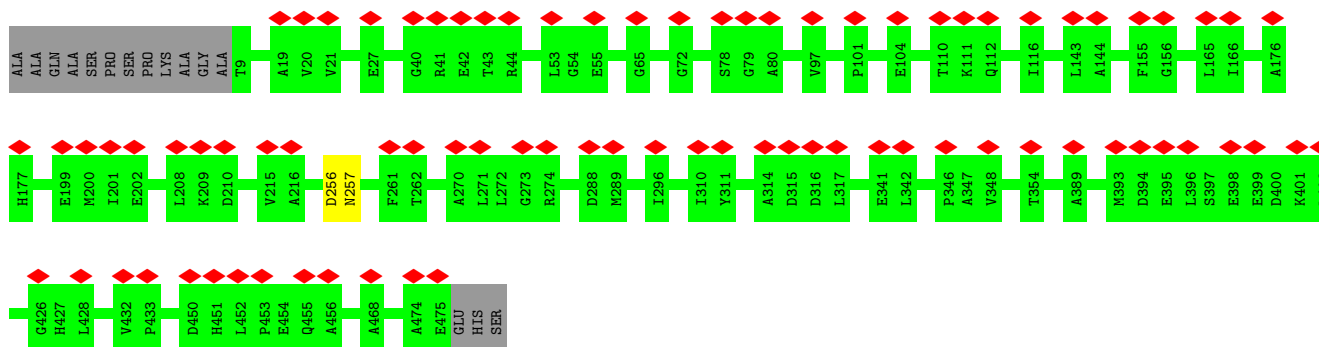 ALA ALA GLN ALA SER PRO SER PRO LYS ALA GLY ALA T9 A19 V20 V21 E27 G40 R41 E42 T43 R44 L53 G54 E55 G65 G72 S78 G79 A80 V97 P101 E104 T110 K111 Q112 I116 L143 A144 F155 G156 L165 I166 A176
H177 E199 M200 I201 E202 L208 K209 D210 V215 A216 D256 N257 F261 T262 A270 L271 L272 G273 R274 D288 M289 I296 I310 Y311 A314 D315 D316 L317 E341 L342 P346 A347 V348 T354 A389 M393 D394 E395 L396 S397 E398 E399 D400 K401
G426 H427 L428 V432 P433 D450 H451 L452 P453 E454 Q455 A456 A468 A474 E475 GLU HIS SER